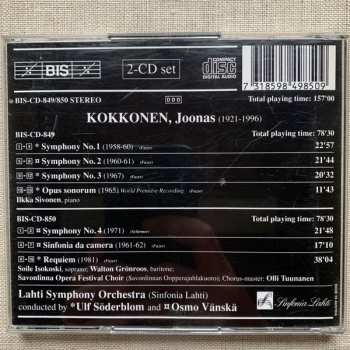 BIS
2-CD set
COMPACT
disc
DIGITAL AUDIO
7 318598 498509
BIS-CD-849/850 STEREO
D D D
Total playing time: 157'00
KOKKONEN, Joonas (1921-1996)
BIS-CD-849
Total playing time: 78'30
* Symphony No.1 (1958-60)
22'57
¤ Symphony No.2 (1960-61)
21'44
* Symphony No.3 (1967)
20'32
* Opus sonorum (1965) World Première Recording
11'43
Ilkka Sivonen, piano
BIS-CD-850
Total playing time: 78'30
¤ Symphony No.4 (1971)
21'48
¤ Sinfonia da camera (1961-62)
17'10
* Requiem (1981)
38'04
Soile Isokoski, soprano; Walton Grönroos, baritone;
Savonlinna Opera Festival Choir (Savonlinnan Oopperajuhlakuoro); Chorus-master: Olli Tuunanen
Lahti Symphony Orchestra (Sinfonia Lahti)
conducted by *Ulf Söderblom and ¤Osmo Vänskä
Sinfonia Lahti